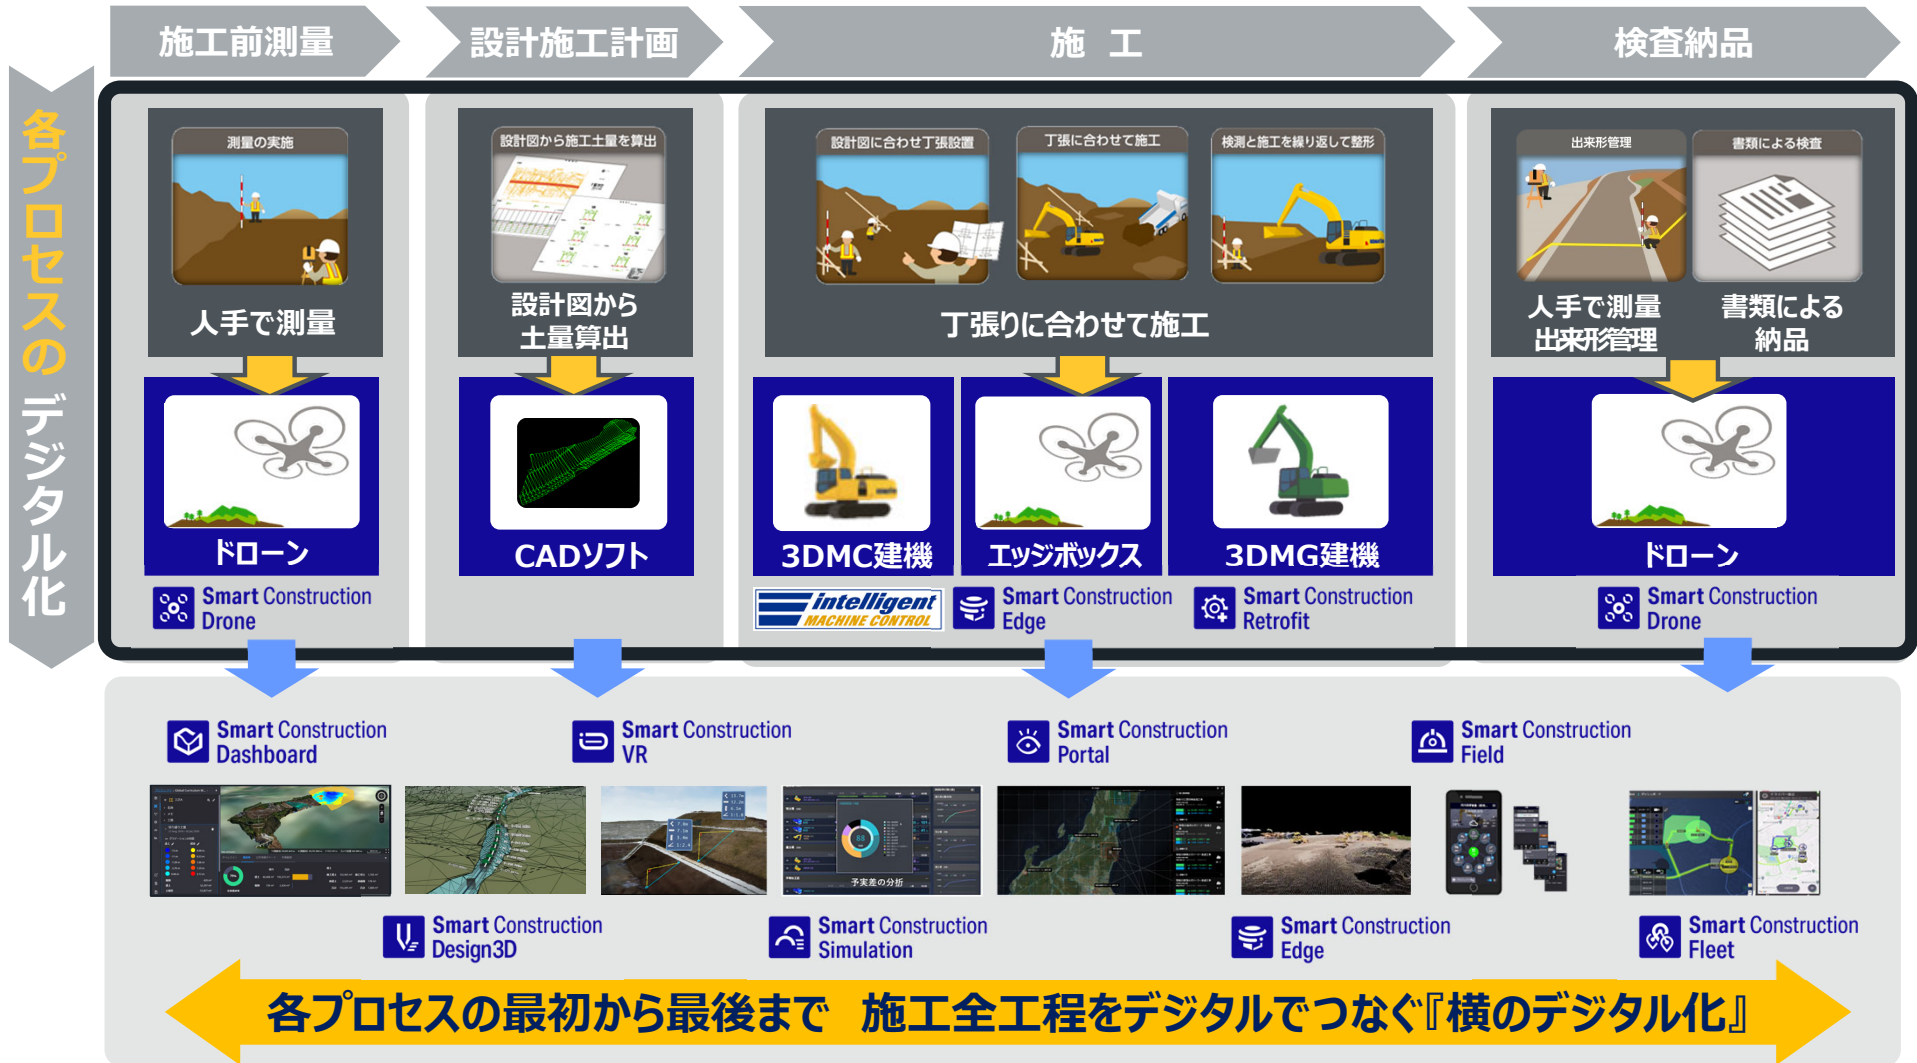 施工前測量
設計施工計画
施 工
検査納品
各プロセスの デジタル化
測量の実施
人手で測量
設計図から施工土量を算出
設計図から
土量算出
設計図に合わせ丁張設置
丁張に合わせて施工
検測と施工を繰り返して整形
丁張りに合わせて施工
出来形管理
書類による検査
人手で測量
出来形管理
書類による
納品
ドローン
CADソフト
3DMC建機
エッジボックス
3DMG建機
ドローン
Smart Construction
Drone
intelligent
MACHINE CONTROL
Smart Construction
Edge
Smart Construction
Retrofit
Smart Construction
Drone
Smart Construction
Dashboard
Smart Construction
VR
Smart Construction
Portal
Smart Construction
Field
予実差の分析
Smart Construction
Design3D
Smart Construction
Simulation
Smart Construction
Edge
Smart Construction
Fleet
各プロセスの最初から最後まで 施工全工程をデジタルでつなぐ『横のデジタル化』